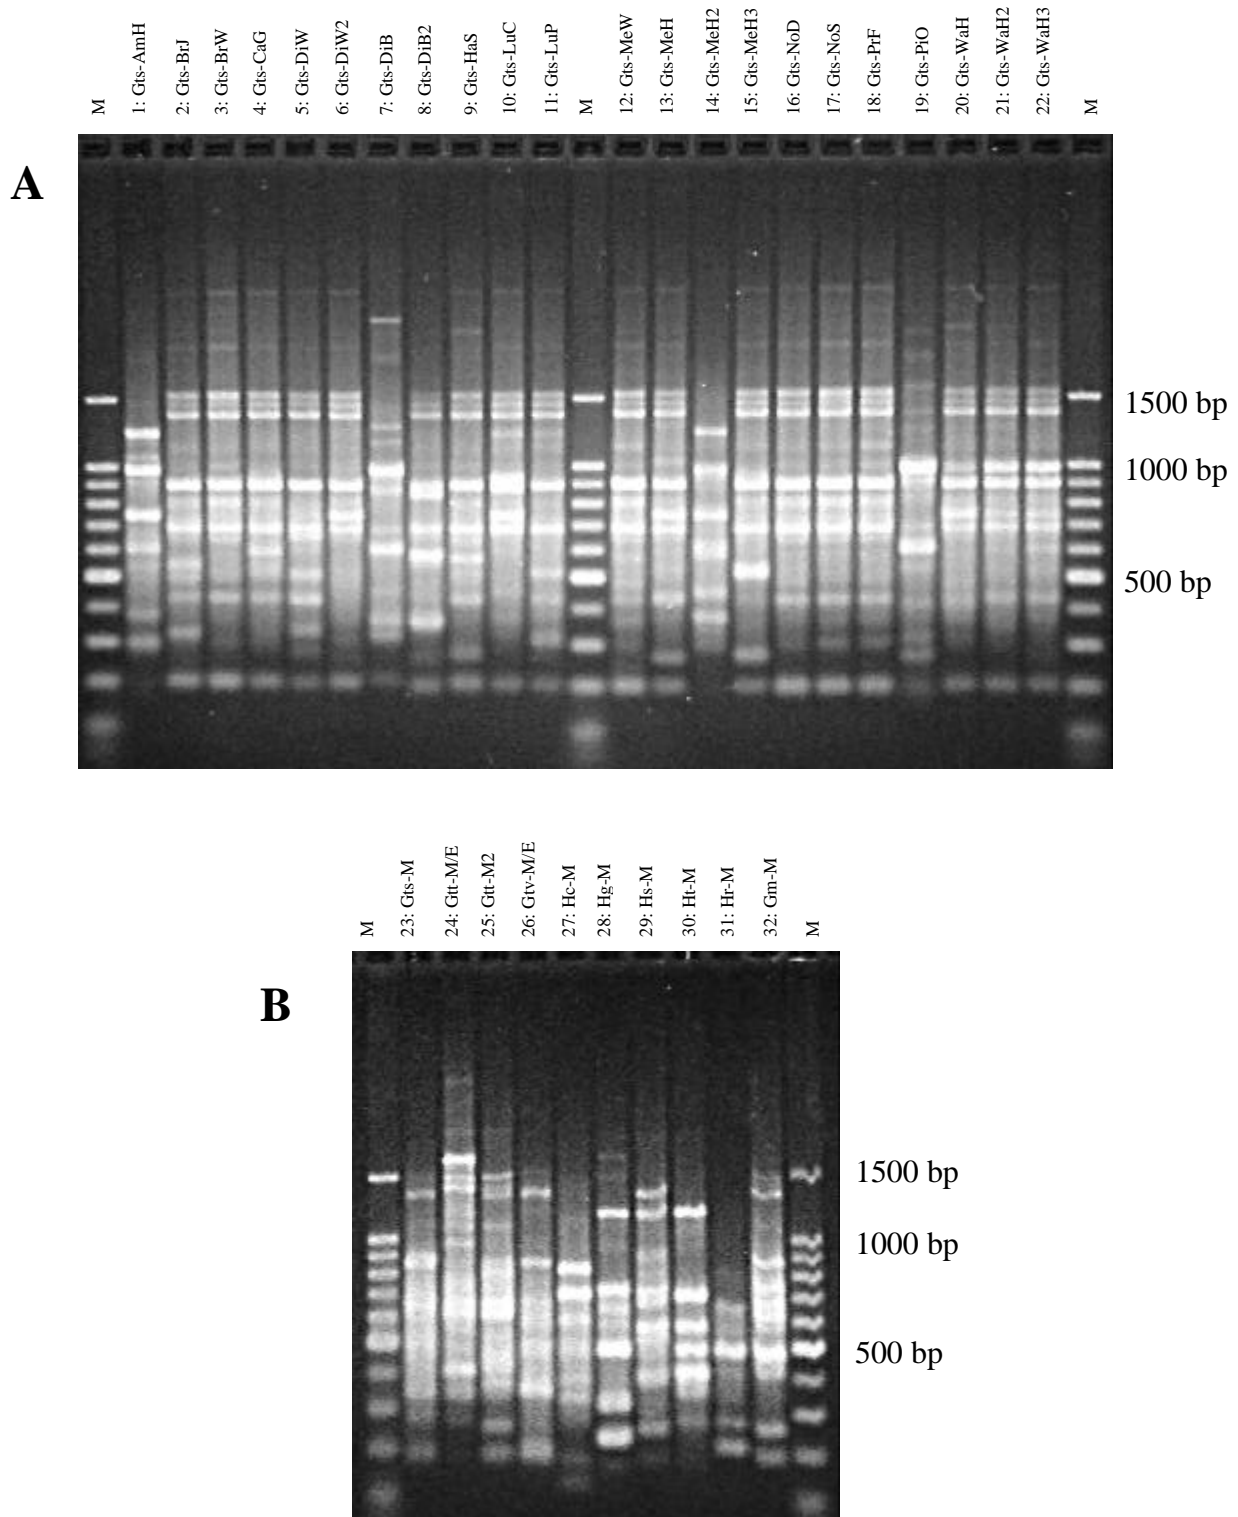 M
1: Gts-AmH
2: Gts-BrJ
3: Gts-BrW
4: Gts-CaG
5: Gts-DiW
6: Gts-DiW2
7: Gts-DiB
8: Gts-DiB2
9: Gts-HaS
10: Gts-LuC
11: Gts-LuP
M
12: Gts-MeW
13: Gts-MeH
14: Gts-MeH2
15: Gts-MeH3
16: Gts-NoD
17: Gts-NoS
18: Gts-PrF
19: Gts-PiO
20: Gts-WaH
21: Gts-WaH2
22: Gts-WaH3
M
A
1500 bp
1000 bp
500 bp
M
23: Gts-M
24: Gtt-M/E
25: Gtt-M2
26: Gtv-M/E
27: Hc-M
28: Hg-M
29: Hs-M
30: Ht-M
31: Hr-M
32: Gm-M
M
B
1500 bp
1000 bp
500 bp